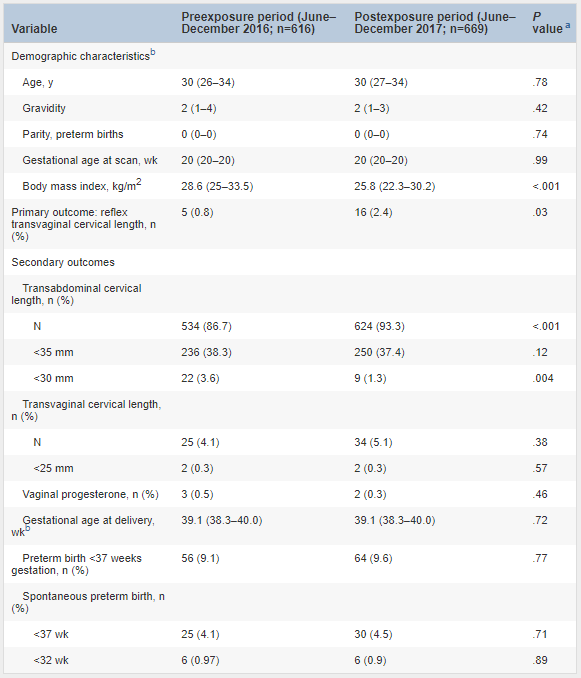 Variable Preexposure period (June– Postexposure period (June– P
December 2016; n=616) December 2017; n=669) value a
Demographic characteristics b
Age, y 30 (26–34) 30 (27–34) .78
Gravidity 2 (1–4) 2 (1–3) .42
Parity, preterm births 0 (0–0) 0 (0–0) .74
Gestational age at scan, wk 20 (20–20) 20 (20–20) .99
Body mass index, kg/m2 28.6 (25–33.5) 25.8 (22.3–30.2) <.001
Primary outcome: reflex 5 (0.8) 16 (2.4) .03
transvaginal cervical length, n
(%)
Secondary outcomes
Transabdominal cervical
length, n (%)
N 534 (86.7) 624 (93.3) <.001
<35 mm 236 (38.3) 250 (37.4) .12
<30 mm 22 (3.6) 9 (1.3) .004
Transvaginal cervical length,
n (%)
N 25 (4.1) 34 (5.1) .38
<25 mm 2 (0.3) 2 (0.3) .57
Vaginal progesterone, n (%) 3 (0.5) 2 (0.3) .46
Gestational age at delivery, 39.1 (38.3–40.0) 39.1 (38.3–40.0) .72
wk b
Preterm birth <37 weeks 56 (9.1) 64 (9.6) .77
gestation, n (%)
Spontaneous preterm birth, n
(%)
<37 wk 25 (4.1) 30 (4.5) .71
<32 wk 6 (0.97) 6 (0.9) .89